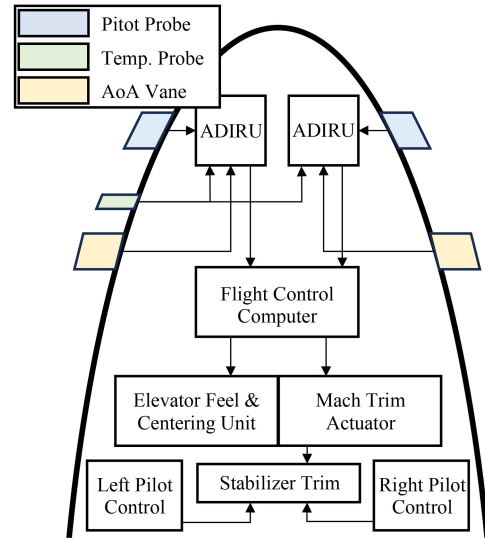 Pitot Probe
Temp. Probe
AoA Vane
ADIRU
ADIRU
Flight Control
Computer
Elevator Feel &
Centering Unit
Mach Trim
Actuator
Left Pilot
Control
Stabilizer Trim
Right Pilot
Control